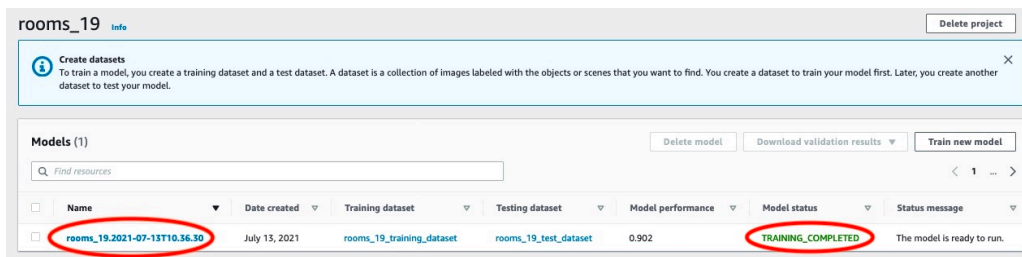 rooms_19 Info
Delete project
Create datasets
To train a model, you create a training dataset and a test dataset. A dataset is a collection of images labeled with the objects or scenes that you want to find. You create a dataset to train your model first. Later, you create another
dataset to test your model.
Models (1)
Delete model
Download validation results
Train new model
Find resources
1 ...
Name Date created Training dataset Testing dataset Model performance Model status Status message
rooms_19.2021-07-13T10.36.30 July 13, 2021 rooms_19_training_dataset rooms_19_test_dataset 0.902 TRAINING_COMPLETED The model is ready to run.